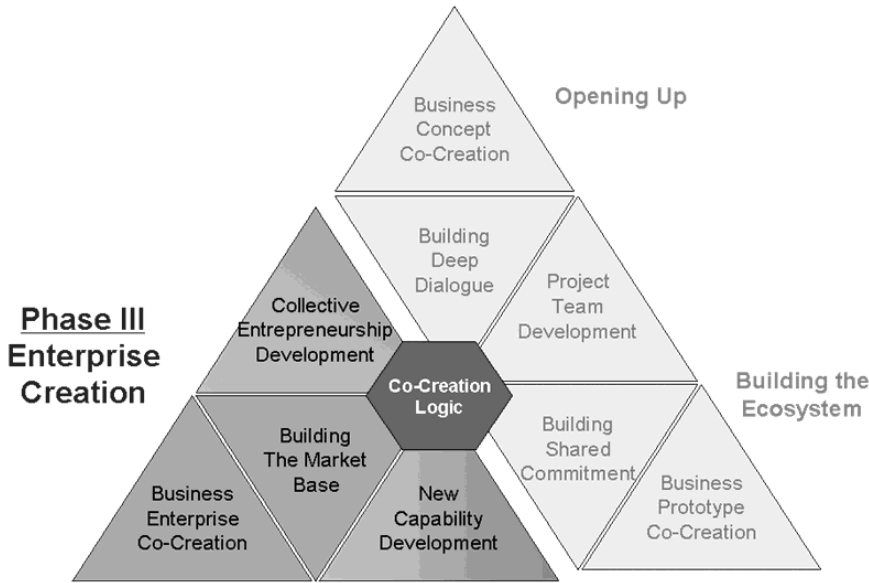 Business
Concept
Co-Creation
Opening Up
Building
Deep
Dialogue
Project
Team
Development
Collective
Entrepreneurship
Development
Phase III
Enterprise
Creation
Co-Creation
Logic
Building the
Ecosystem
Building
Shared
Commitment
Business
Prototype
Co-Creation
Building
The Market
Base
Business
Enterprise
Co-Creation
New
Capability
Development